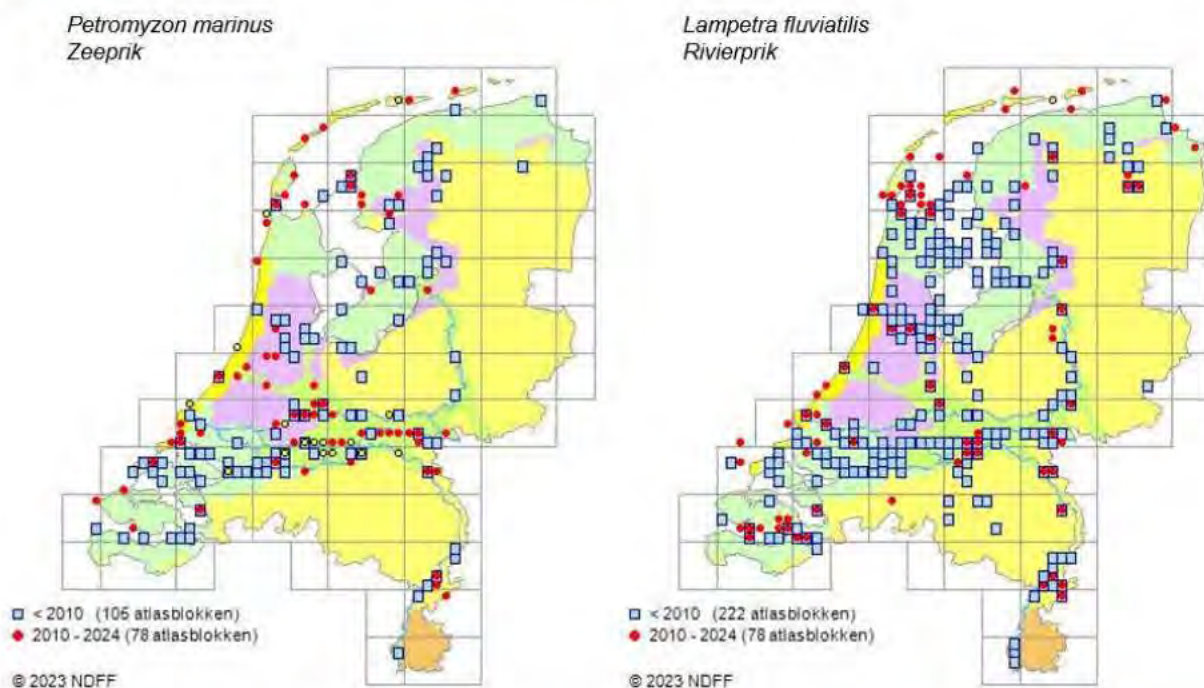 Petromyzon marinus
Zeeprik
< 2010 (105 atlasblokken)
2010 - 2024 (78 atlasblokken)
© 2023 NDFF
Lampetra fluviatilis
Rivierprik
< 2010 (222 atlasblokken)
2010 - 2024 (78 atlasblokken)
© 2023 NDFF